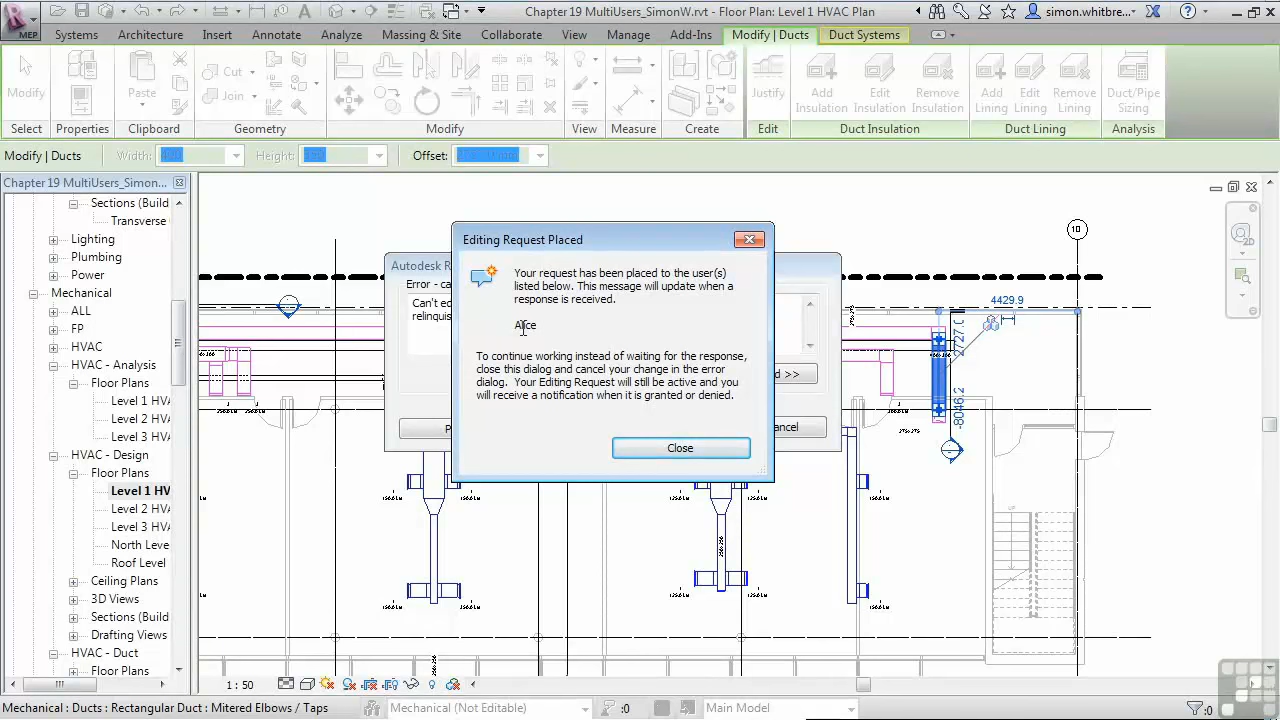 Chapter 19 MultiUsers_SimonW.rvt - Floor Plan: Level 1 HVAC Plan
simon.whitbre...
MEP
Systems Architecture Insert Annotate Analyze Massing & Site Collaborate View Manage Add-Ins Modify | Ducts Duct Systems
Modify
Paste
Cut
Join
Justify
Add Insulation
Edit Insulation
Remove Insulation
Add Lining
Edit Lining
Remove Lining
Duct/Pipe Sizing
Select Properties Clipboard Geometry Modify View Measure Create Edit Duct Insulation Duct Lining Analysis
Modify | Ducts Width: Height: Offset:
Chapter 19 MultiUsers_Simon...
Sections (Build
Transverse
Lighting
Plumbing
Power
Mechanical
ALL
FP
HVAC
HVAC - Analysis
Floor Plans
Level 1 HV
Level 2 HV
Level 3 HV
HVAC - Design
Floor Plans
Level 1 HV
Level 2 HV
Level 3 HV
North Leve
Roof Level
Ceiling Plans
3D Views
Sections (Build
Drafting Views
HVAC - Duct
Floor Plans
Autodesk R
Error - ca
Can't ed
relinquis
d >>
ancel
Editing Request Placed
Your request has been placed to the user(s)
listed below. This message will update when a
response is received.
Alice
To continue working instead of waiting for the response,
close this dialog and cancel your change in the error
dialog. Your Editing Request will still be active and you
will receive a notification when it is granted or denied.
Close
10
4429.9
2727.0
-8046.2
1 : 50
Mechanical : Ducts : Rectangular Duct : Mitered Elbows / Taps
Mechanical (Not Editable)
:0
Main Model
:0